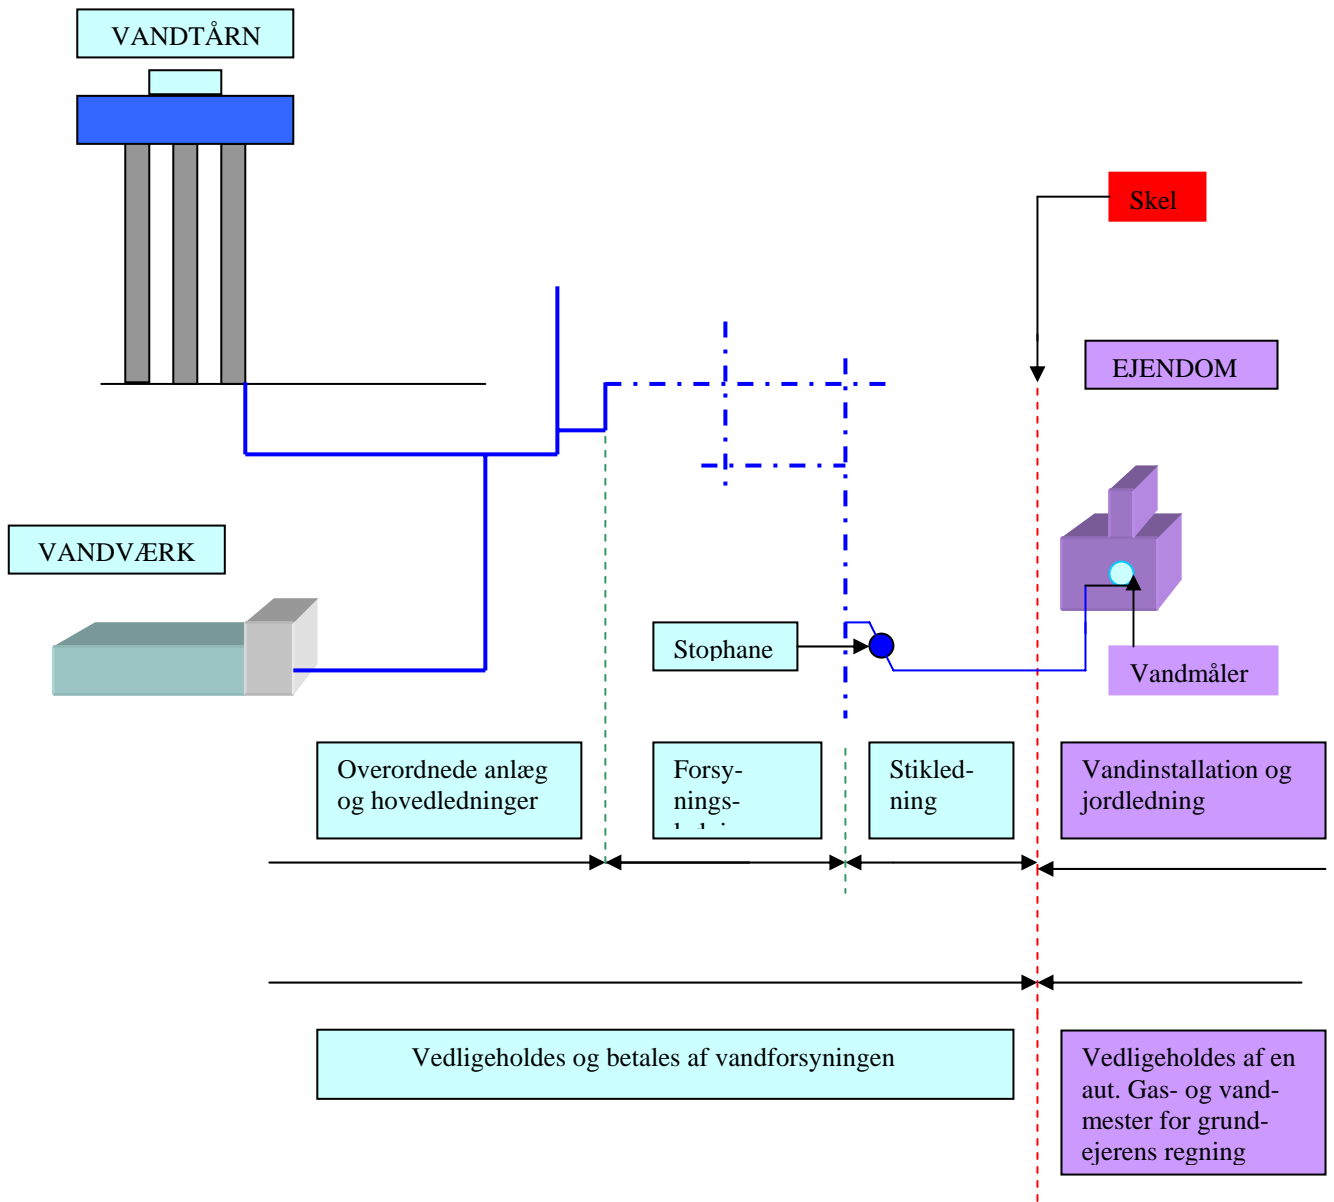 VANDTÅRN
Skel
EJENDOM
VANDVÆRK
Stophane
Vandmåler
Overordnede anlæg
og hovedledninger
Forsy-
nings-
Stikled-
ning
Vandinstallation og
jordledning
Vedligeholdes og betales af vandforsyningen
Vedligeholdes af en
aut. Gas- og vand-
mester for grund-
ejerens regning